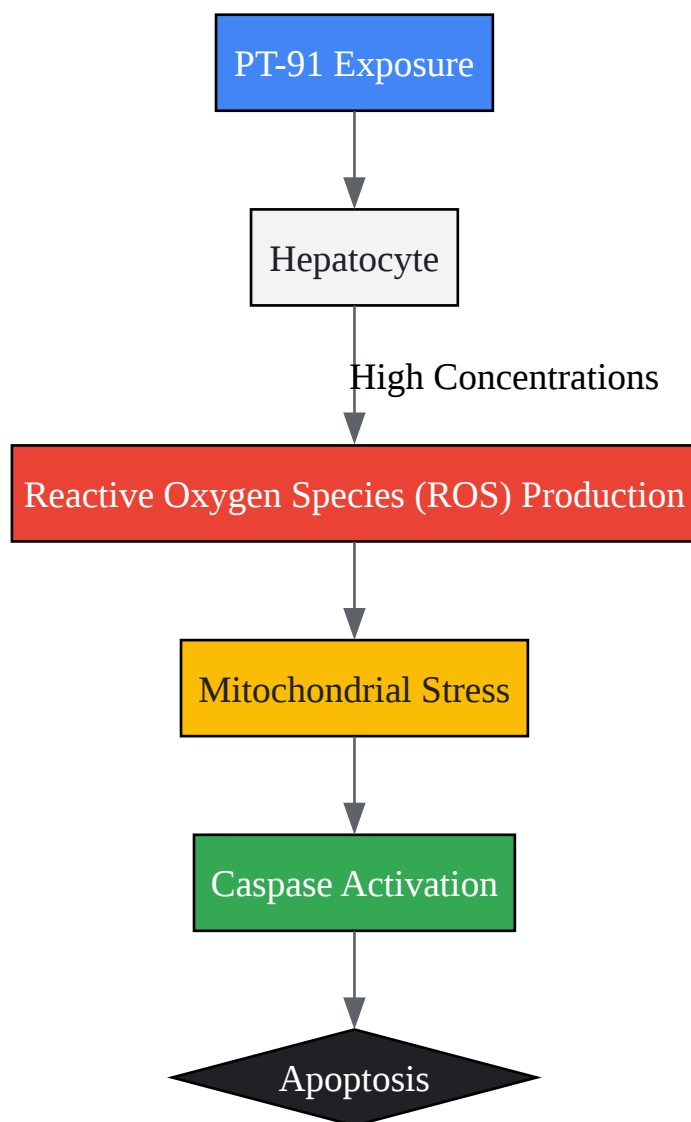 PT-91 Exposure
Hepatocyte
High Concentrations
Reactive Oxygen Species (ROS) Production
Mitochondrial Stress
Caspase Activation
Apoptosis